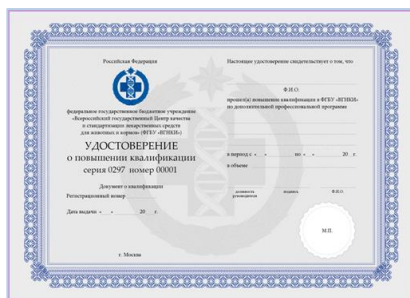 Российская Федерация
федеральное государственное бюджетное учреждение
«Всероссийский государственный Центр качества
и стандартизации лекарственных средств
для животных и кормов» (ФГБУ «ВГНКИ»)
УДОСТОВЕРЕНИЕ
о повышении квалификации
серия 0297 номер 00001
Документ о квалификации
Регистрационный номер
Дата выдачи « » 20 г.
г. Москва
Настоящее удостоверение свидетельствует о том, что
Ф.И.О.
прошел(а) повышение квалификации в ФГБУ «ВГНКИ»
по дополнительной профессиональной программе
в период с « » по « » 20 г.
в объеме
должность подпись Ф.И.О.
руководителя
М.П.